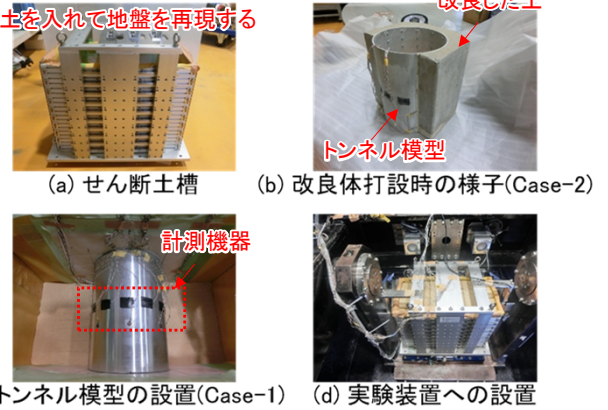 土を入れて地盤を再現する
改良した土
トンネル模型
(a) せん断土槽
(b) 改良体打設時の様子(Case-2)
計測機器
トンネル模型の設置(Case-1)
(d) 実験装置への設置